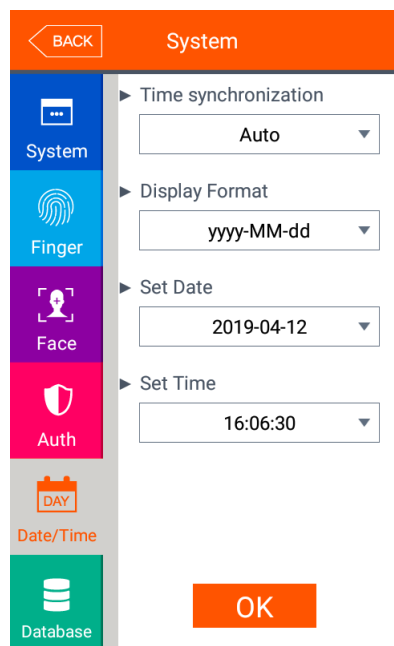 BACK
System
System
Finger
Face
Auth
DAY
Date/Time
Database
Time synchronization
Auto
Display Format
yyyy-MM-dd
Set Date
2019-04-12
Set Time
16:06:30
OK